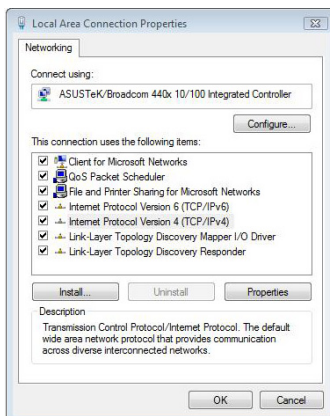 Local Area Connection Properties
Networking
Connect using:
ASUSTeK/Broadcom 440x 10/100 Integrated Controller
Configure...
This connection uses the following items:
Client for Microsoft Networks
QoS Packet Scheduler
File and Printer Sharing for Microsoft Networks
Internet Protocol Version 6 (TCP/IPv6)
Internet Protocol Version 4 (TCP/IPv4)
Link-Layer Topology Discovery Mapper I/O Driver
Link-Layer Topology Discovery Responder
Install... Uninstall Properties
Description
Transmission Control Protocol/Internet Protocol. The default
wide area network protocol that provides communication
across diverse interconnected networks.
OK Cancel